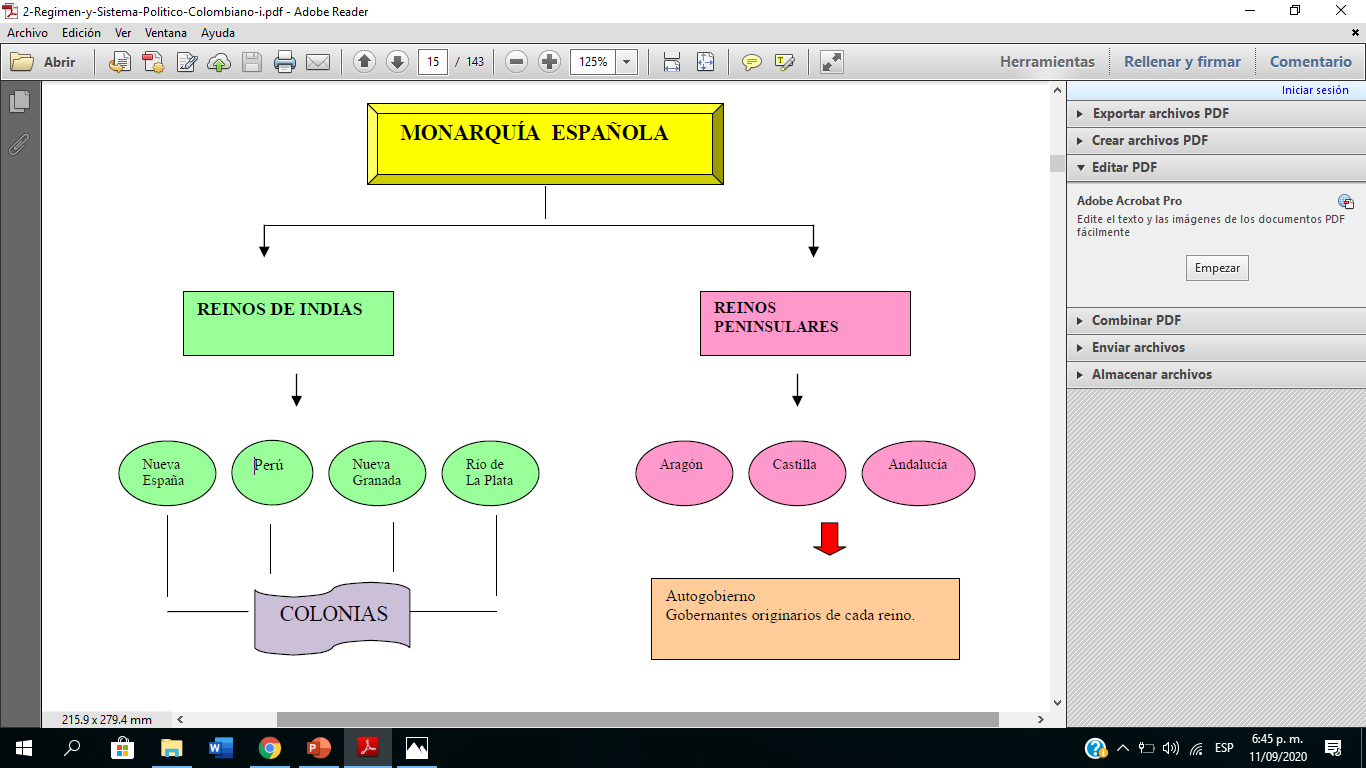 2-Regimen-y-Sistema-Politico-Colombiano-i.pdf - Adobe Reader
Archivo Edición Ver Ventana Ayuda
Abrir 15 / 143 125% Herramientas Rellenar y firmar Comentario
Iniciar sesión
Exportar archivos PDF
Crear archivos PDF
Editar PDF
Adobe Acrobat Pro
Edite el texto y las imágenes de los documentos PDF
fácilmente
Empezar
Combinar PDF
Enviar archivos
Almacenar archivos
MONARQUÍA ESPAÑOLA
REINOS DE INDIAS
REINOS
PENINSULARES
Nueva
España
Perú
Nueva
Granada
Río de
La Plata
Aragón
Castilla
Andalucía
COLONIAS
Autogobierno
Gobernantes originarios de cada reino.
215.9 x 279.4 mm
ESP
6:45 p. m.
11/09/2020